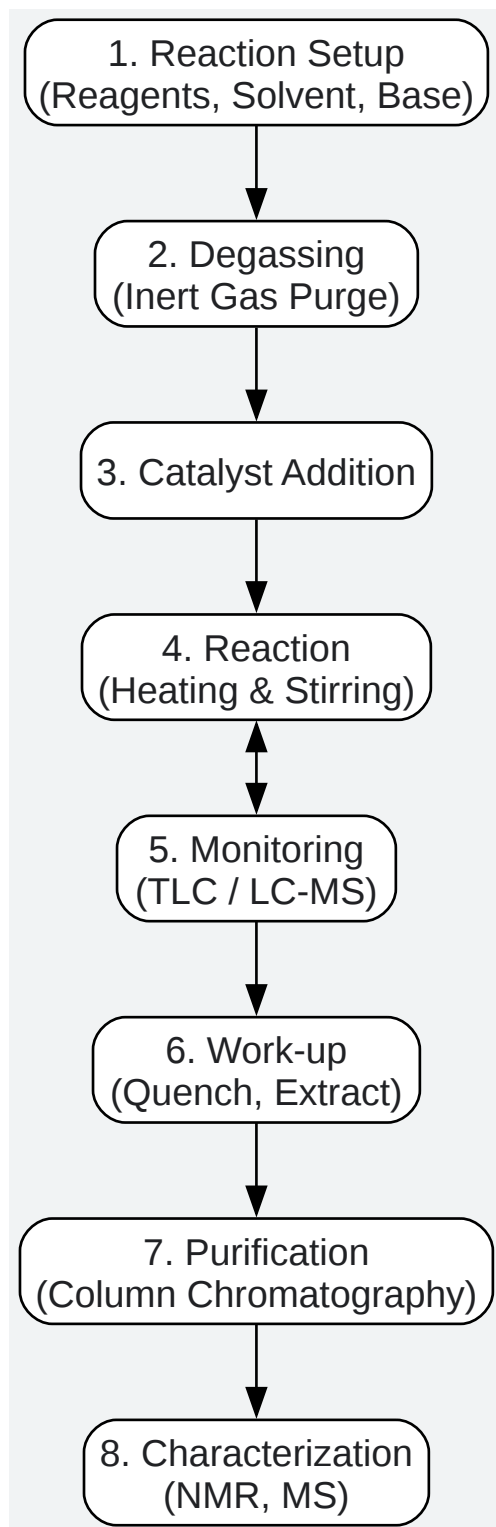 1. Reaction Setup
(Reagents, Solvent, Base)
2. Degassing
(Inert Gas Purge)
3. Catalyst Addition
4. Reaction
(Heating & Stirring)
5. Monitoring
(TLC / LC-MS)
6. Work-up
(Quench, Extract)
7. Purification
(Column Chromatography)
8. Characterization
(NMR, MS)